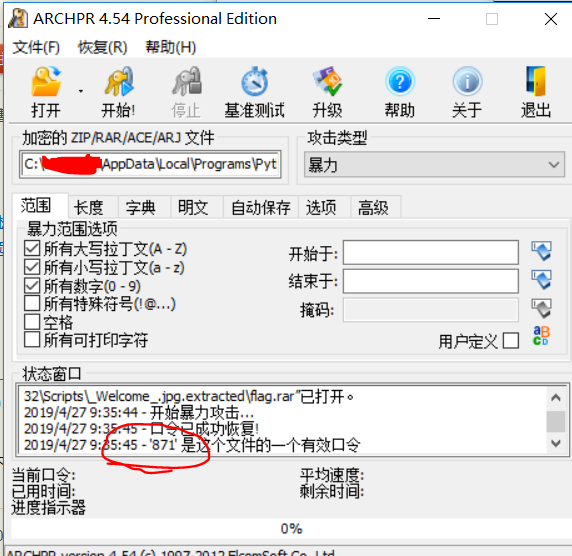 ARCHPR 4.54 Professional Edition
文件(F) 恢复(R) 帮助(H)
打开 开始! 停止 基准测试 升级 帮助 关于 退出
加密的 ZIP/RAR/ACE/ARJ 文件 攻击类型
C:\ AppData\Local\Programs\Pyt 暴力
范围 长度 字典 明文 自动保存 选项 高级
暴力范围选项
所有大写拉丁文(A - Z) 开始于:
所有小写拉丁文(a - z)
所有数字(0 - 9) 结束于:
所有特殊符号(!@...) 掩码:
空格
所有可打印字符 用户定义
状态窗口
32\Scripts\_Welcome_.jpg.extracted\flag.rar"已打开。
2019/4/27 9:35:44 - 开始暴力攻击...
2019/4/27 9:35:45 - 口令已成功恢复!
2019/4/27 9:35:45 - '871' 是这个文件的一个有效口令
当前口令: 平均速度:
已用时间: 剩余时间:
进度指示器
0%
ARCHPR version 4.54 (c) 1997-2012 ElcomSoft Co. Ltd.